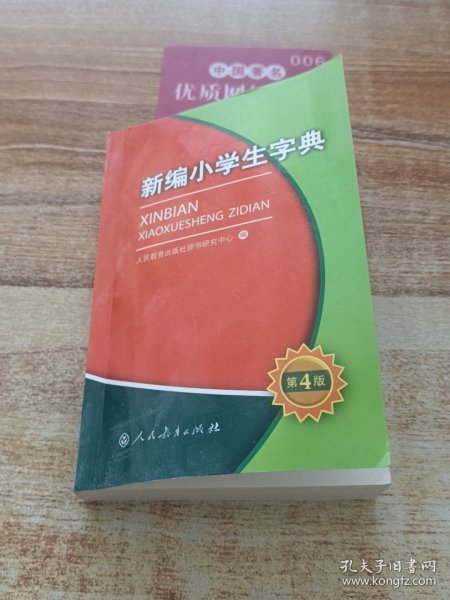 006
中国著名
优质网
新编小学生字典
XINBIAN
XIAOXUESHENG ZIDIAN
人民教育出版社辞书研究中心 编
第4版
人民教育出版社
孔夫子旧书网
www.kongfz.com